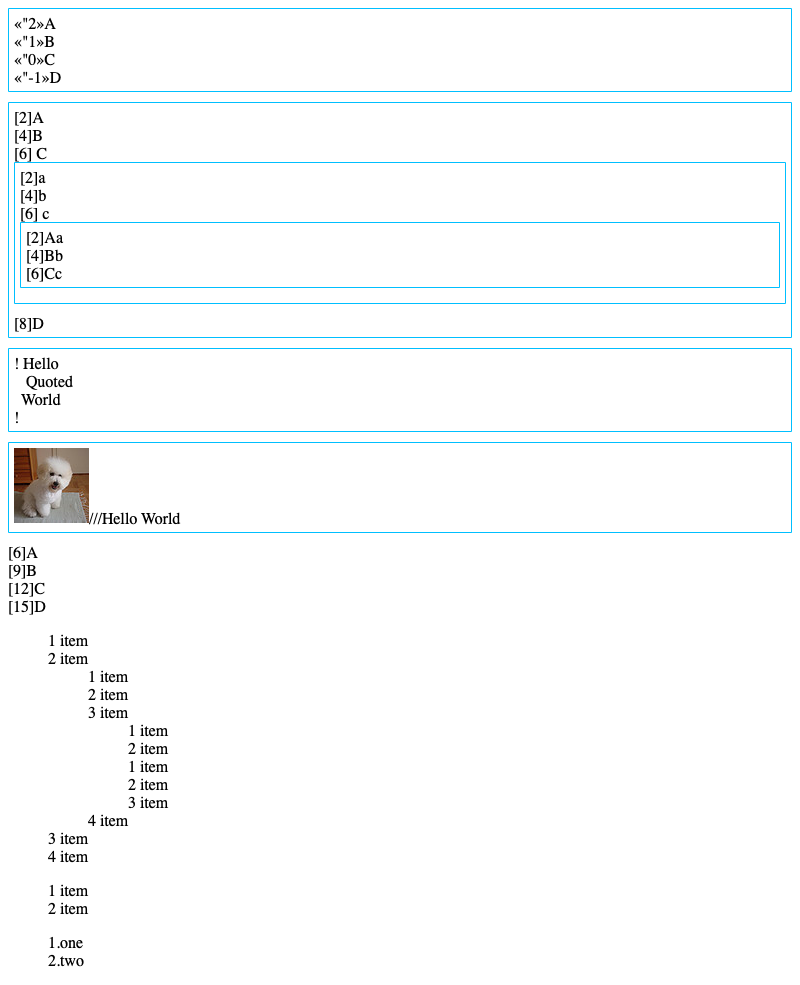 «"2»A
«"1»B
«"0»C
«"-1»D
[2]A
[4]B
[6] C
[2]a
[4]b
[6] c
[2]Aa
[4]Bb
[6]Cc
[8]D
! Hello
Quoted
World
!
///Hello World
[6]A
[9]B
[12]C
[15]D
1 item
2 item
1 item
2 item
3 item
1 item
2 item
1 item
2 item
3 item
4 item
3 item
4 item
1 item
2 item
1.one
2.two